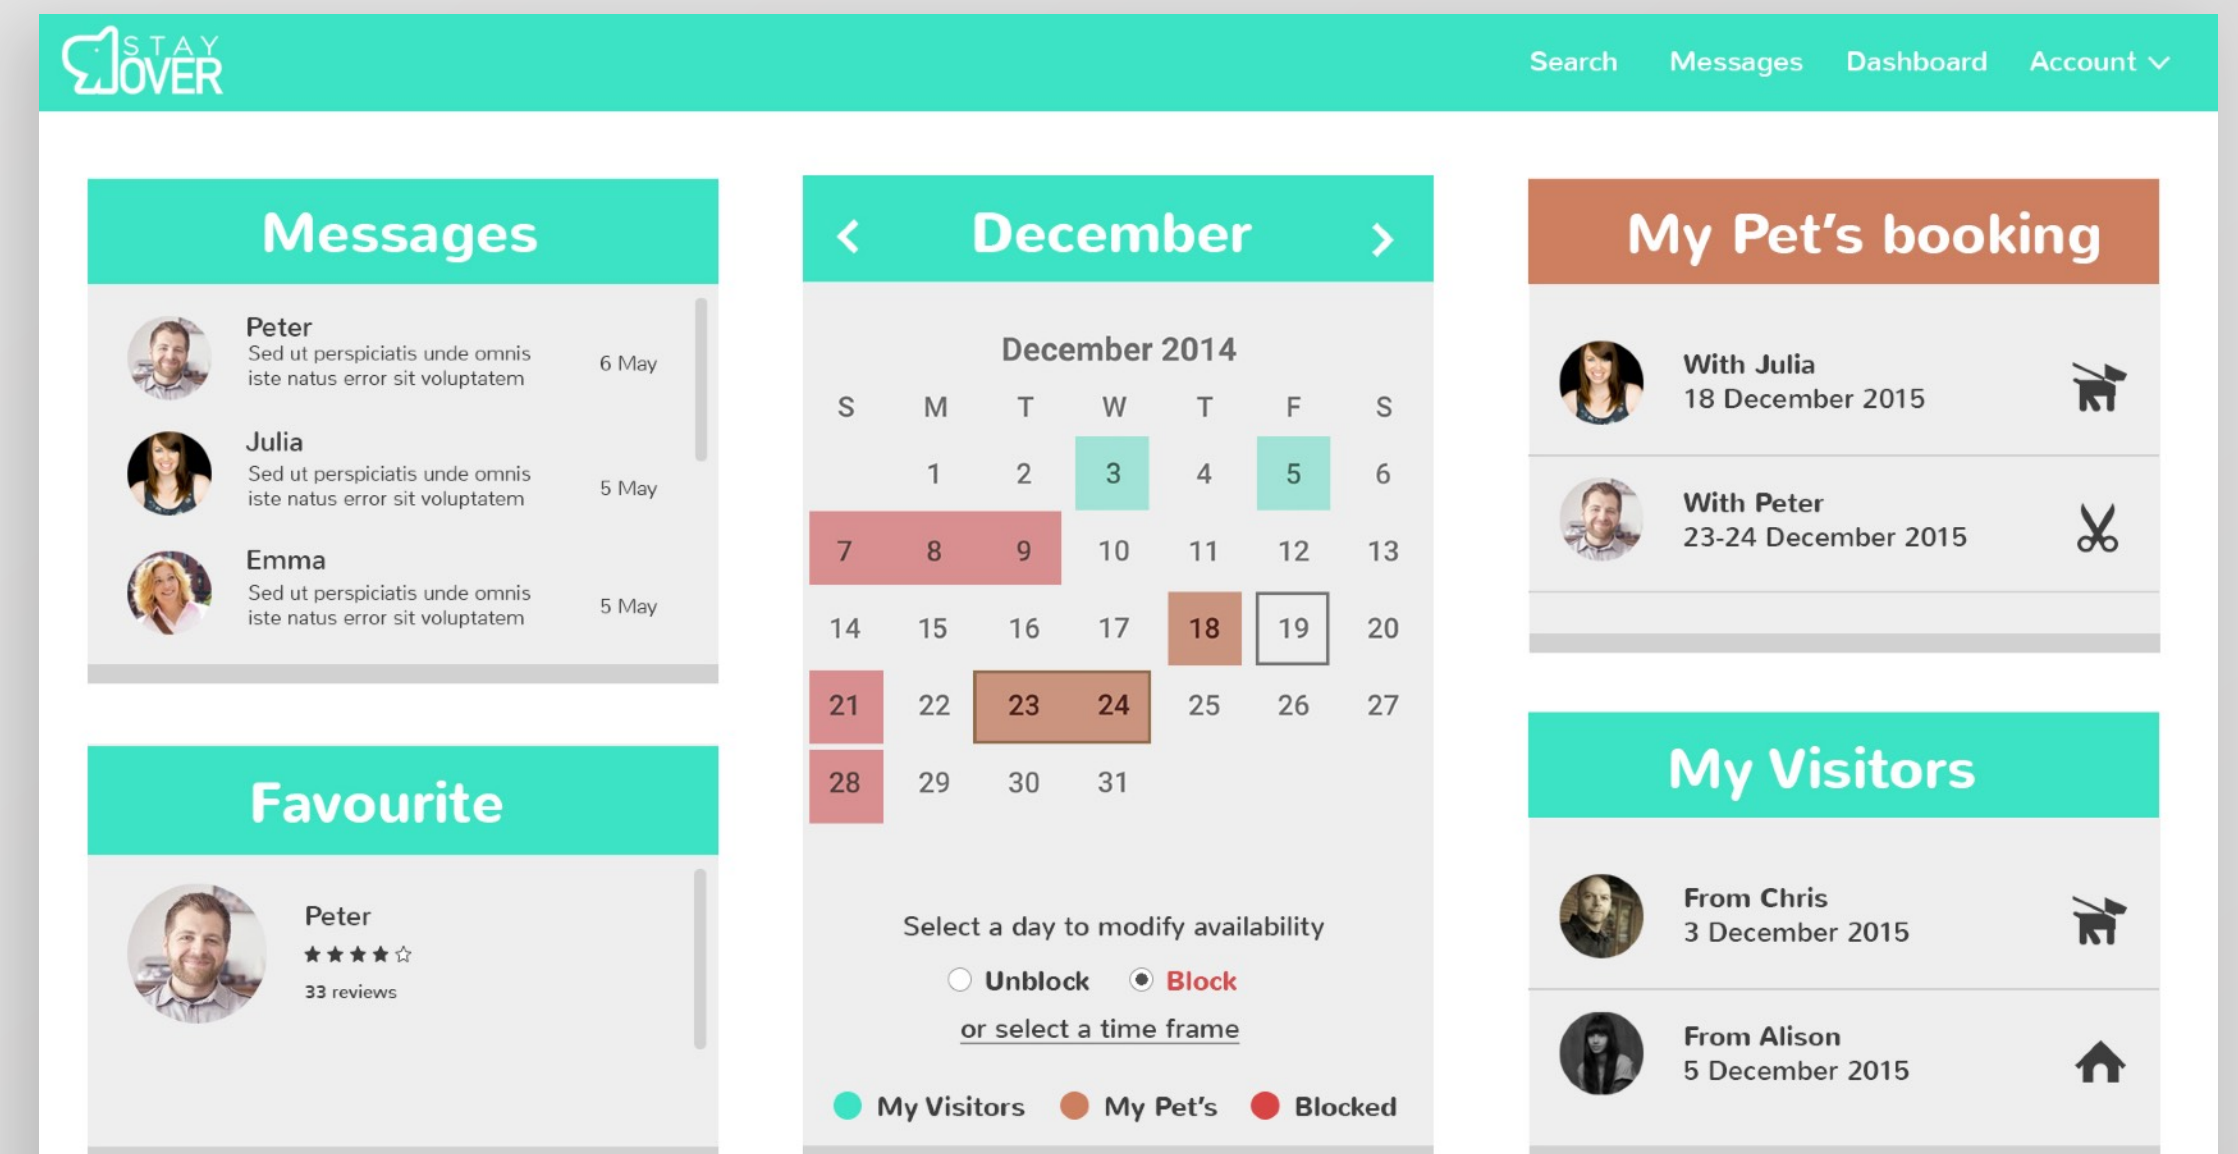 STAY
OVER
Search Messages Dashboard Account
Messages
Peter
Sed ut perspiciatis unde omnis
iste natus error sit voluptatem
6 May
Julia
Sed ut perspiciatis unde omnis
iste natus error sit voluptatem
5 May
Emma
Sed ut perspiciatis unde omnis
iste natus error sit voluptatem
5 May
Favourite
Peter
33 reviews
December
December 2014
S M T W T F S
1 2 3 4 5 6
7 8 9 10 11 12 13
14 15 16 17 18 19 20
21 22 23 24 25 26 27
28 29 30 31
Select a day to modify availability
Unblock Block
or select a time frame
My Visitors My Pet's Blocked
My Pet's booking
With Julia
18 December 2015
With Peter
23-24 December 2015
My Visitors
From Chris
3 December 2015
From Alison
5 December 2015